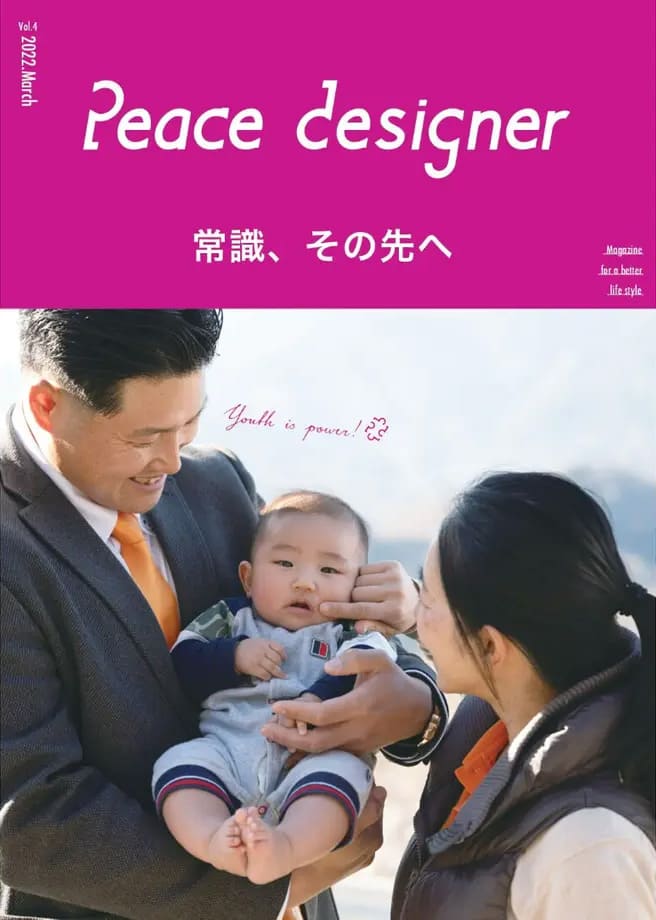 Vol.4
2022.March
Peace designer
常識、その先へ
Magazine
for a better
life style
Youth is power!